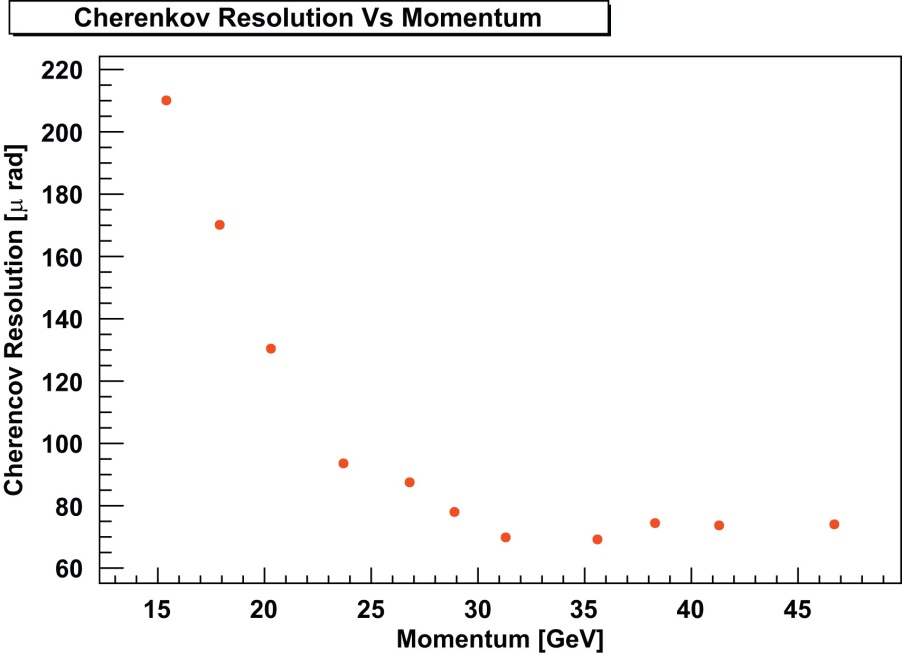 Cherenkov Resolution Vs Momentum
Cherencov Resolution [μ rad]
220
200
180
160
140
120
100
80
60
15 20 25 30 35 40 45
Momentum [GeV]